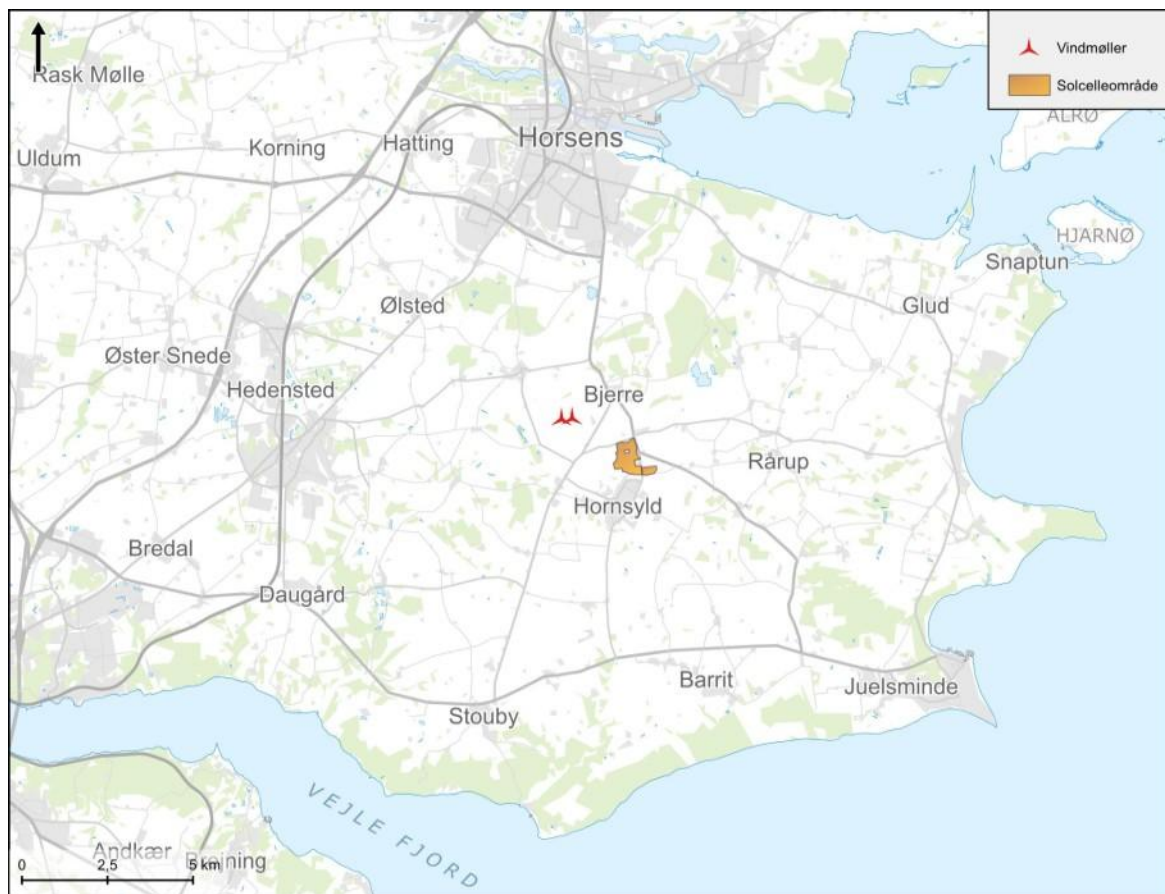 Vindmøller
Solcelleområde
Rask Mølle
ALRØ
Horsens
Hatting
Korning
Uldum
HJARNØ
Snaptun
Ølsted
Glud
Øster Snede
Hedensted
Bjerre
Rårup
Hornsyld
Bredal
Daugård
Barrit
Juelsminde
Stouby
VEJLE FJORD
Andkær
Brejning
0 2,5 5 km